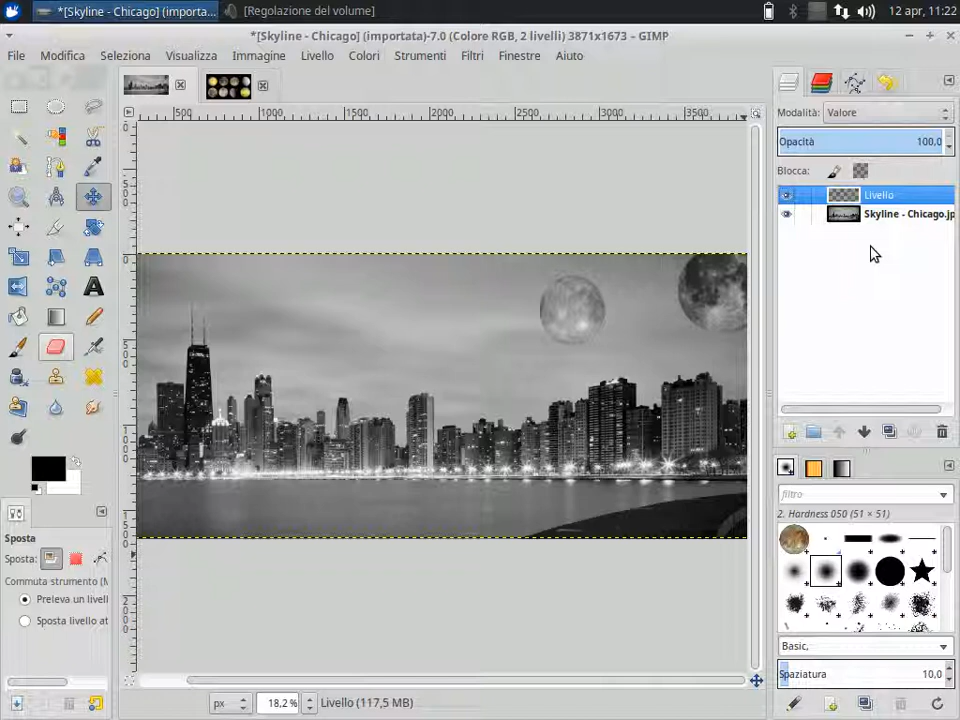 *[Skyline - Chicago] (importa... [Regolazione del volume] 12 apr, 11:22
*[Skyline - Chicago] (importata)-7.0 (Colore RGB, 2 livelli) 3871x1673 – GIMP
File Modifica Seleziona Visualizza Immagine Livello Colori Strumenti Filtri Finestre Aiuto
500 1000 1500 2000 2500 3000 3500
Modalità: Valore
Opacità 100,0
Blocca:
Livello
Skyline - Chicago.jp
filtro
2. Hardness 050 (51 × 51)
Sposta
Sposta:
Commuta strumento (M
Preleva un livell
Sposta livello at
Basic,
Spaziatura 10,0
px 18,2 % Livello (117,5 MB)